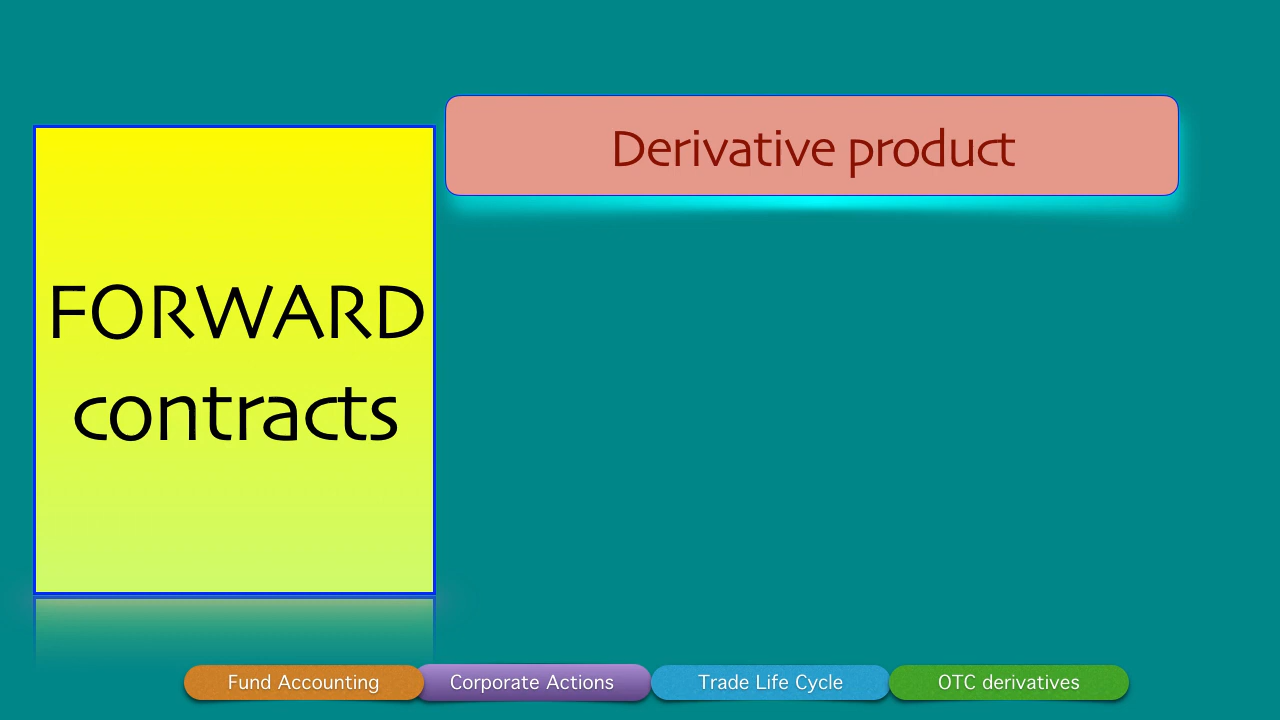 Derivative product
FORWARD
contracts
Fund Accounting
Corporate Actions
Trade Life Cycle
OTC derivatives